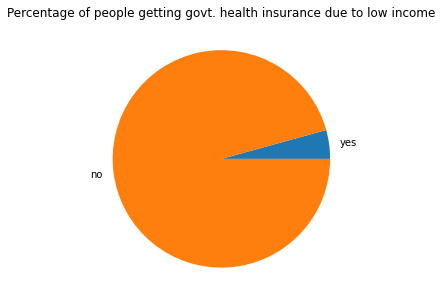 Percentage of people getting govt. health insurance due to low income
yes
no